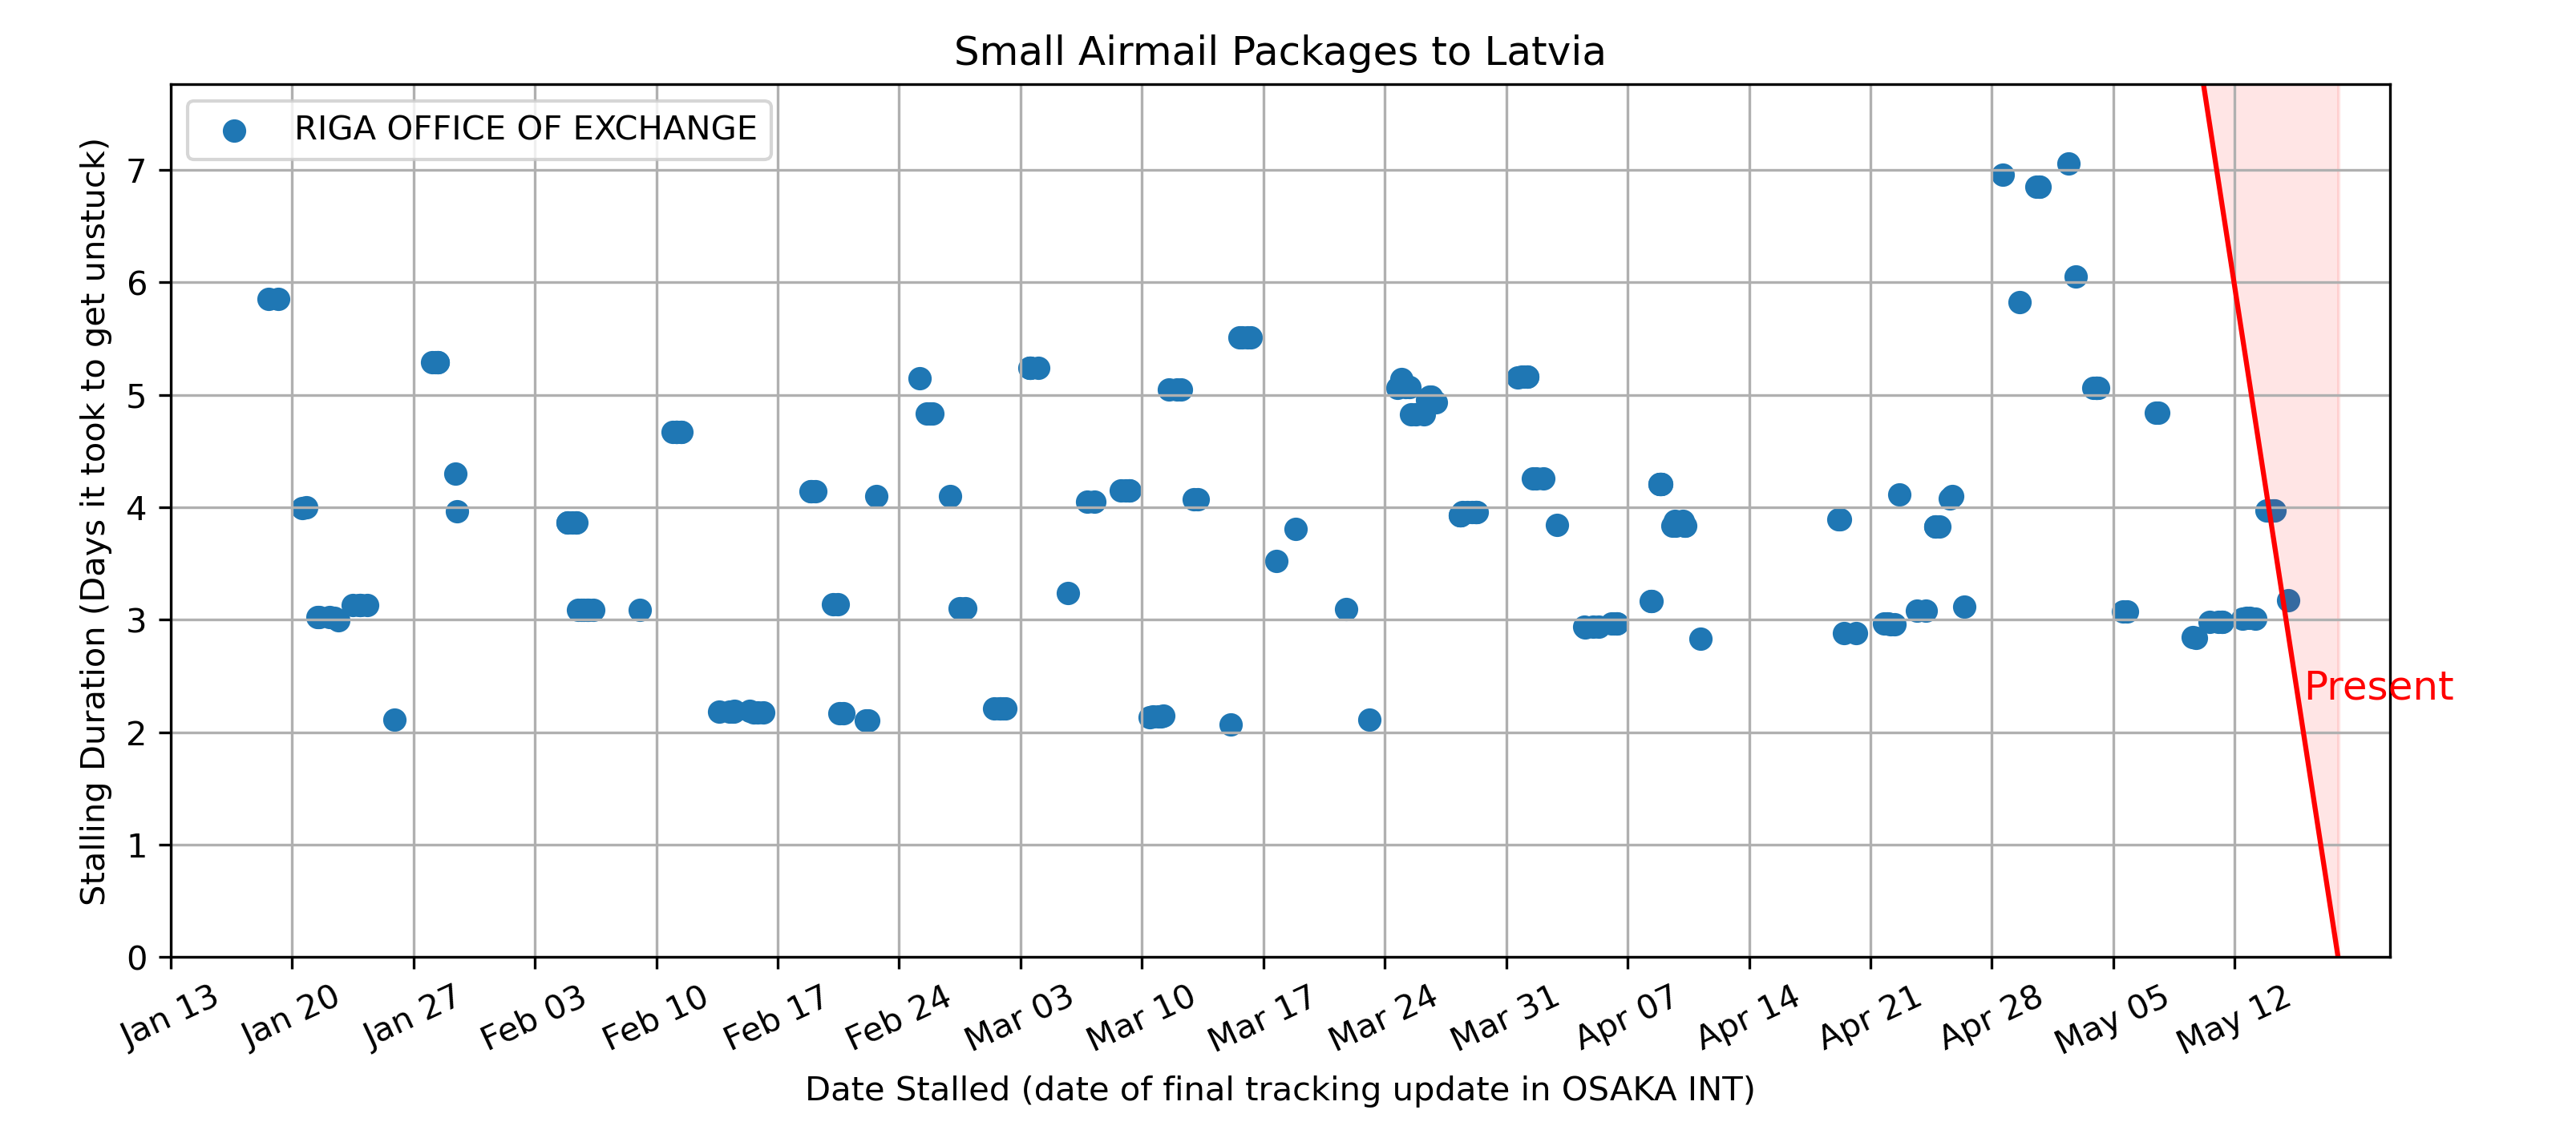 Small Airmail Packages to Latvia
RIGA OFFICE OF EXCHANGE
Stalling Duration (Days it took to get unstuck)
7
6
5
4
3
2
1
0
Present
Jan 13
Jan 20
Jan 27
Feb 03
Feb 10
Feb 17
Feb 24
Mar 03
Mar 10
Mar 17
Mar 24
Mar 31
Apr 07
Apr 14
Apr 21
Apr 28
May 05
May 12
Date Stalled (date of final tracking update in OSAKA INT)